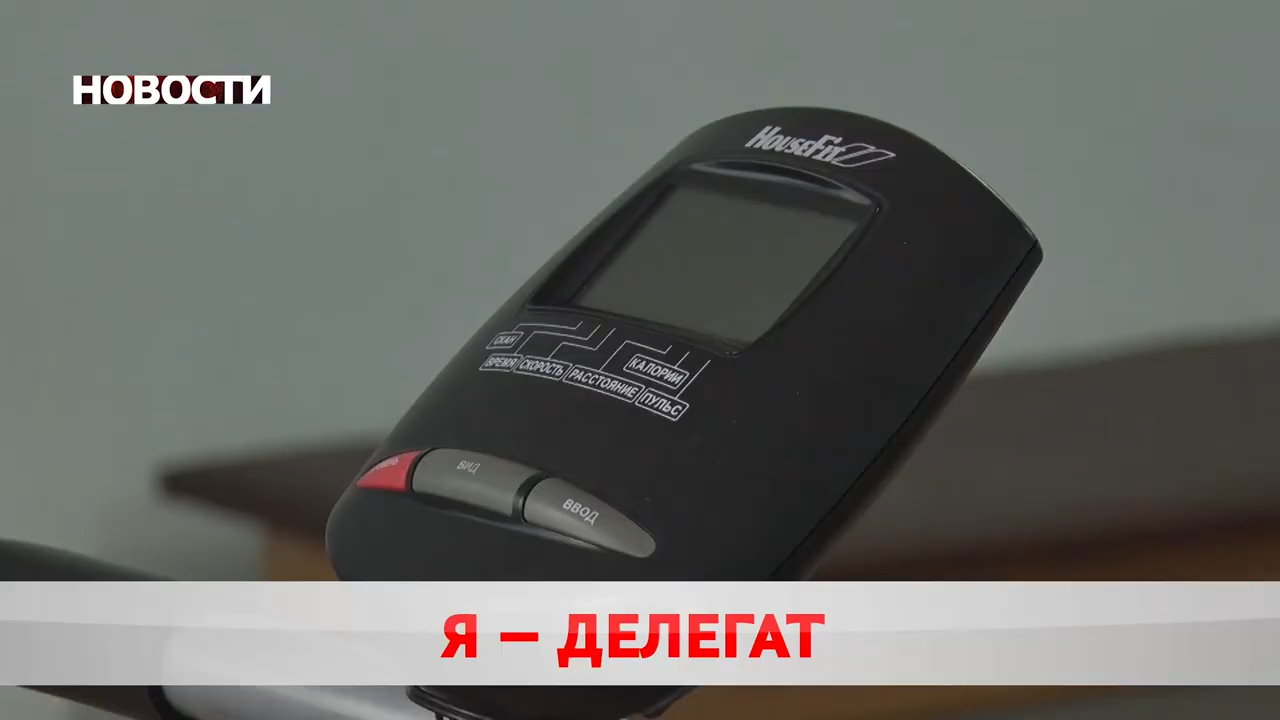 НОВОСТИ
HouseFit
СКАН
ВРЕМЯ СКОРОСТЬ РАССТОЯНИЕ КАЛОРИИ ПУЛЬС
ВИД
ВВОД
Я — ДЕЛЕГАТ